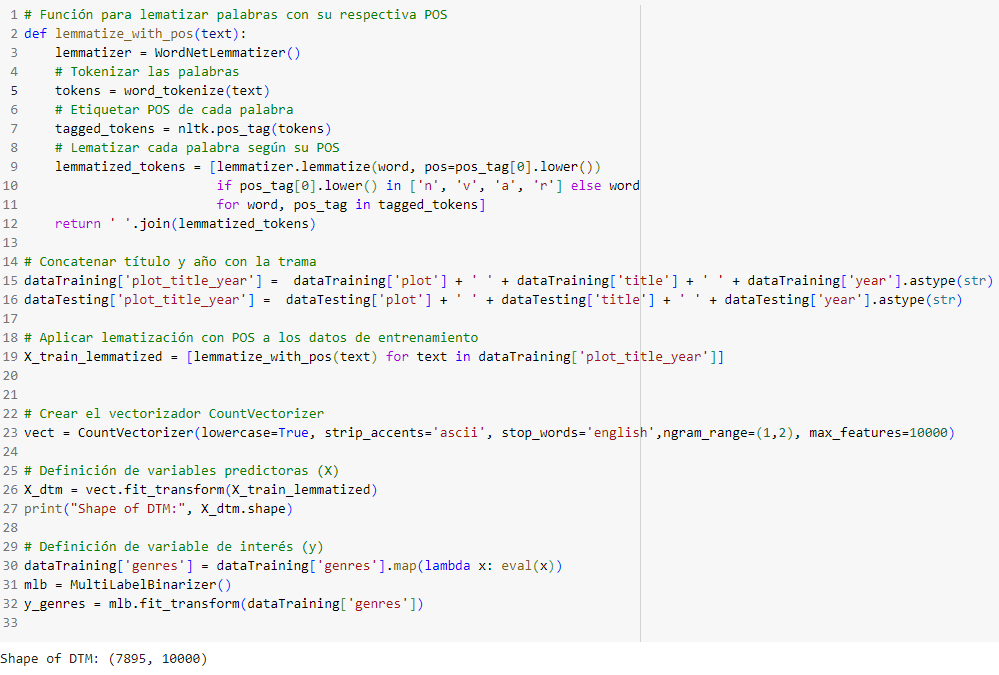 1 # Función para lematizar palabras con su respectiva POS
2 def lemmatize_with_pos(text):
3     lemmatizer = WordNetLemmatizer()
4     # Tokenizar las palabras
5     tokens = word_tokenize(text)
6     # Etiquetar POS de cada palabra
7     tagged_tokens = nltk.pos_tag(tokens)
8     # Lematizar cada palabra según su POS
9     lemmatized_tokens = [lemmatizer.lemmatize(word, pos=pos_tag[0].lower())
10                          if pos_tag[0].lower() in ['n', 'v', 'a', 'r'] else word
11                          for word, pos_tag in tagged_tokens]
12     return ' '.join(lemmatized_tokens)
13
14 # Concatenar título y año con la trama
15 dataTraining['plot_title_year'] =  dataTraining['plot'] + ' ' + dataTraining['title'] + ' ' + dataTraining['year'].astype(str)
16 dataTesting['plot_title_year'] =  dataTesting['plot'] + ' ' + dataTesting['title'] + ' ' + dataTesting['year'].astype(str)
17
18 # Aplicar lematización con POS a los datos de entrenamiento
19 X_train_lemmatized = [lemmatize_with_pos(text) for text in dataTraining['plot_title_year']]
20
21
22 # Crear el vectorizador CountVectorizer
23 vect = CountVectorizer(lowercase=True, strip_accents='ascii', stop_words='english',ngram_range=(1,2), max_features=10000)
24
25 # Definición de variables predictoras (X)
26 X_dtm = vect.fit_transform(X_train_lemmatized)
27 print("Shape of DTM:", X_dtm.shape)
28
29 # Definición de variable de interés (y)
30 dataTraining['genres'] = dataTraining['genres'].map(lambda x: eval(x))
31 mlb = MultiLabelBinarizer()
32 y_genres = mlb.fit_transform(dataTraining['genres'])
33
Shape of DTM: (7895, 10000)